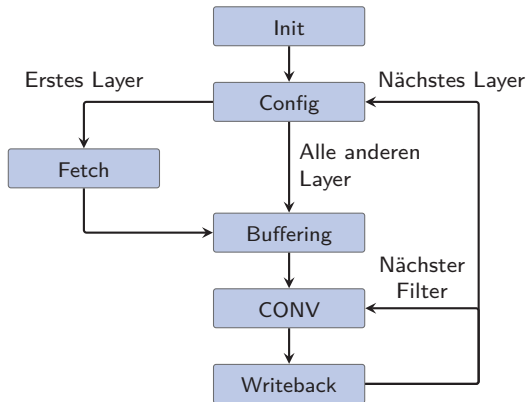 Init
Erstes Layer
Nächstes Layer
Config
Alle anderen
Layer
Fetch
Buffering
Nächster
Filter
CONV
Writeback